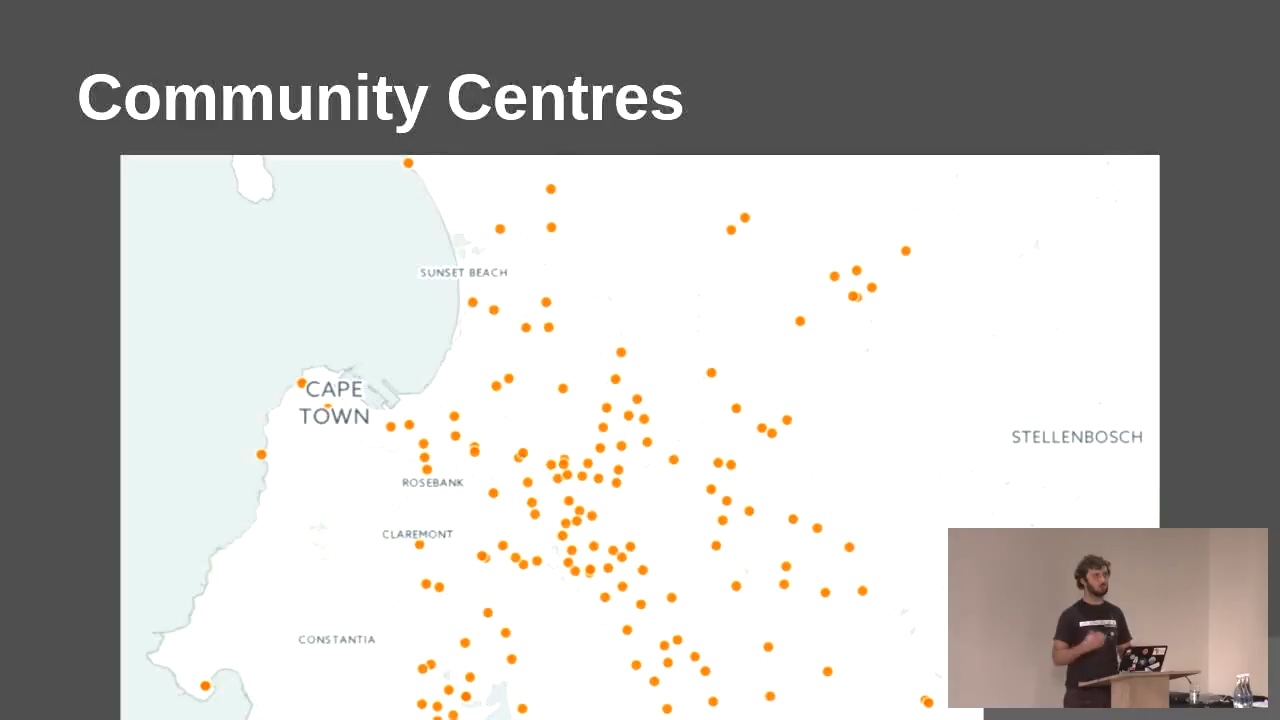 Community Centres
SUNSET BEACH
CAPE
TOWN
STELLENBOSCH
ROSEBANK
CLAREMONT
CONSTANTIA